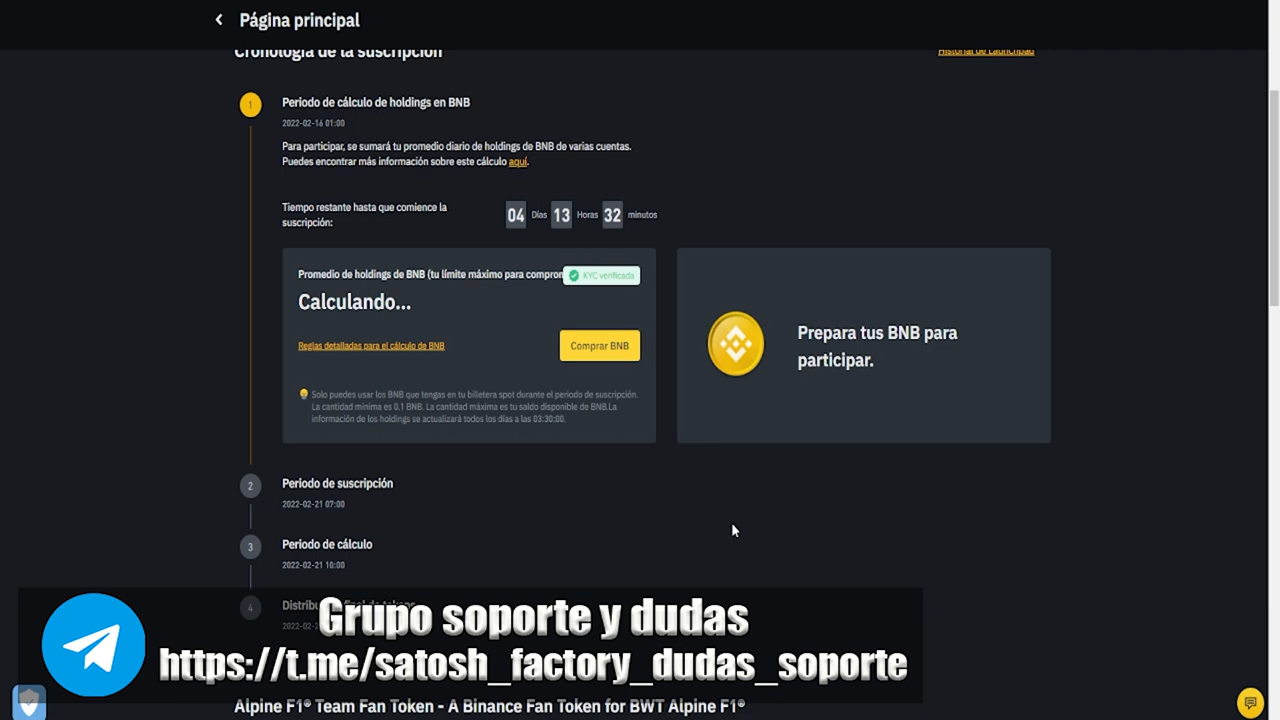 Página principal
Cronología de la suscripción
Historial de Launchpad
1
Periodo de cálculo de holdings en BNB
2022-02-16 01:00
Para participar, se sumará tu promedio diario de holdings de BNB de varias cuentas.
Puedes encontrar más información sobre este cálculo aquí.
Tiempo restante hasta que comience la
suscripción:
04 Días 13 Horas 32 minutos
Promedio de holdings de BNB (tu límite máximo para
KYC verificada
Calculando...
Reglas detalladas para el cálculo de BNB
Comprar BNB
Solo puedes usar los BNB que tengas en tu billetera spot durante el periodo de suscripción.
La cantidad mínima es 0.1 BNB. La cantidad máxima es tu saldo disponible de BNB.La
información de los holdings se actualizará todos los días a las 03:30:00.
Prepara tus BNB para
participar.
2
Periodo de suscripción
2022-02-21 07:00
3
Periodo de cálculo
2022-02-21 10:00
4
Grupo soporte y dudas
https://t.me/satosh_factory_dudas_soporte
Alpine F1® Team Fan Token - A Binance Fan Token for BWT Alpine F1®